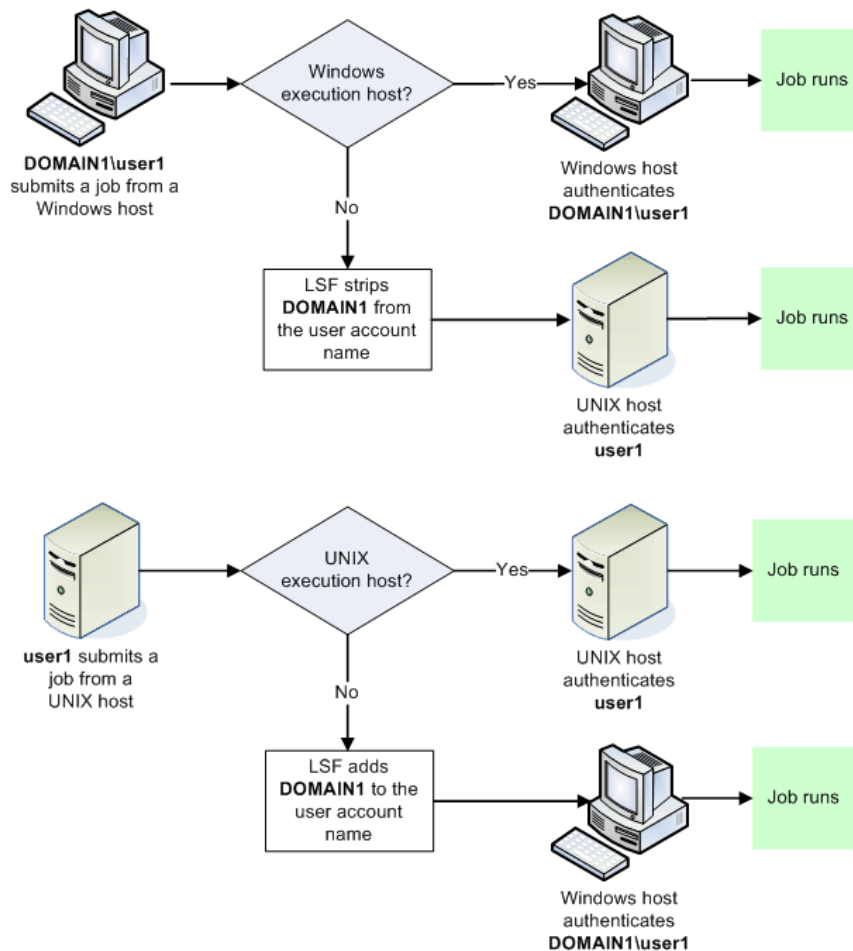 DOMAIN1\user1
submits a job from a
Windows host
Windows
execution host?
Yes
Windows host
authenticates
DOMAIN1\user1
Job runs
No
LSF strips
DOMAIN1 from
the user account
name
UNIX host
authenticates
user1
Job runs
user1 submits a
job from a
UNIX host
UNIX
execution host?
Yes
UNIX host
authenticates
user1
Job runs
No
LSF adds
DOMAIN1 to the
user account
name
Windows host
authenticates
DOMAIN1\user1
Job runs